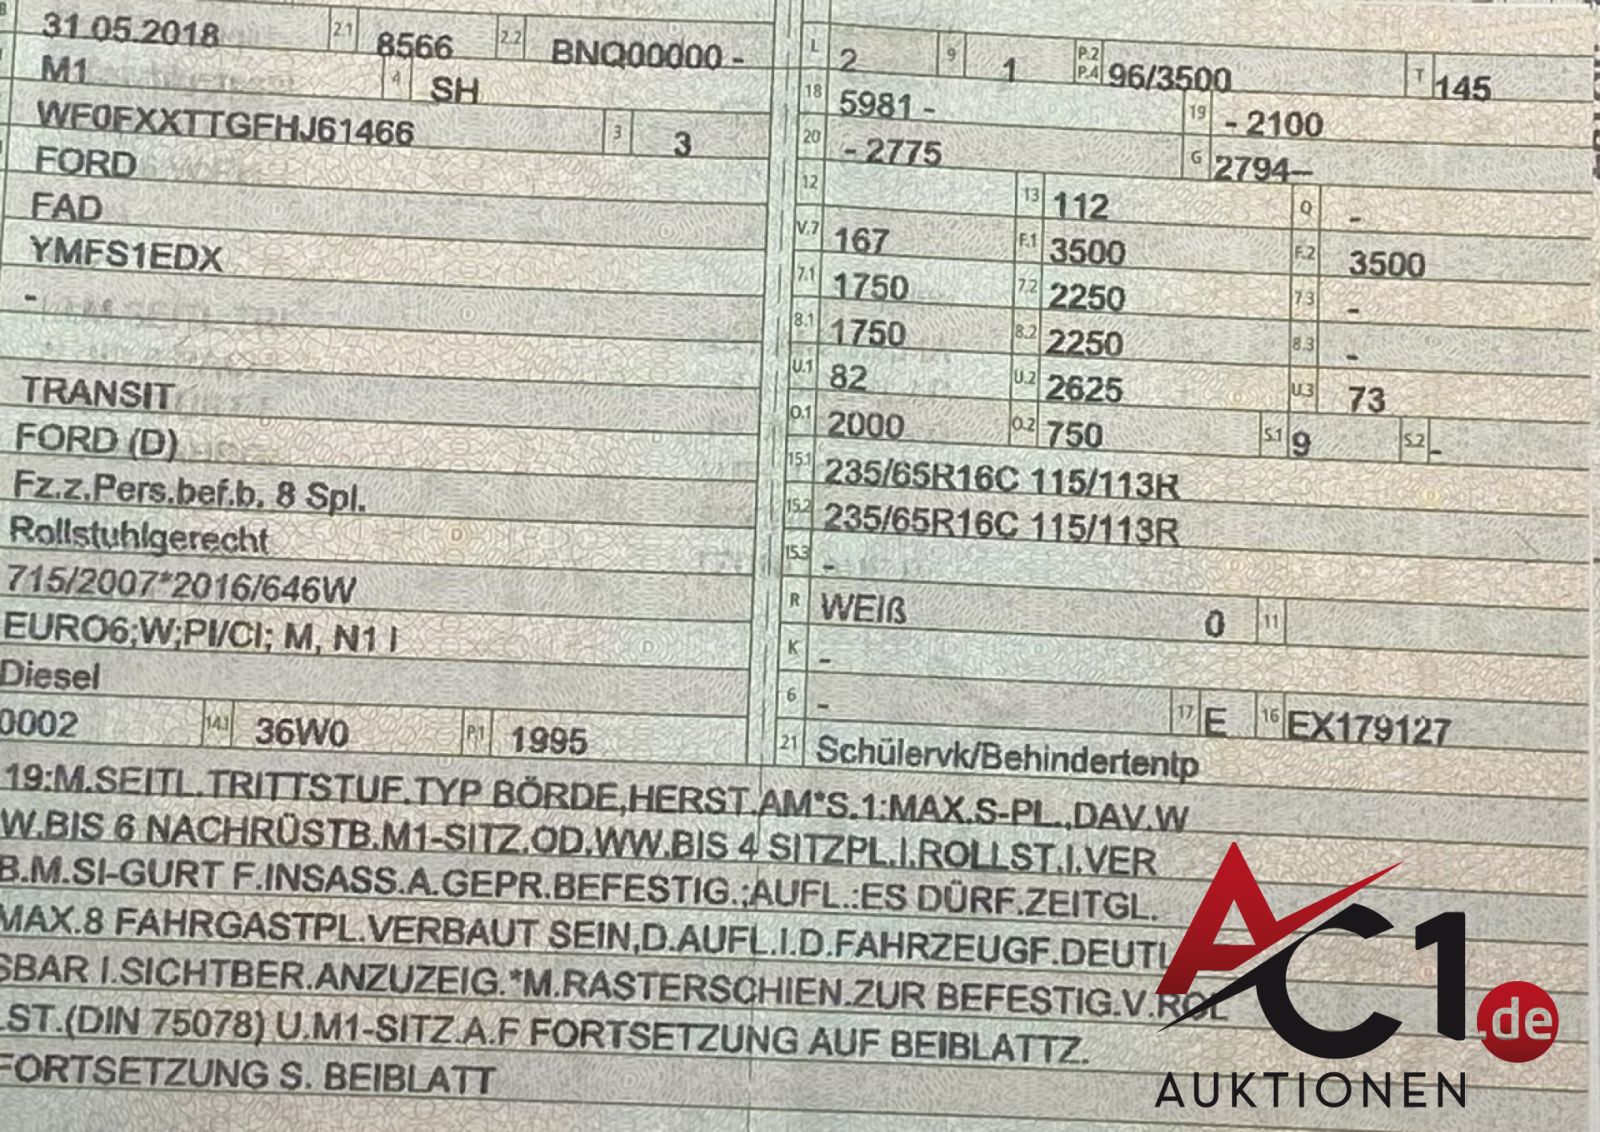 B 31.05.2018 2.1 8566 2.2 BNQ00000 -
M1 4 SH
WF0FXXTTGFHJ61466 3 3
FORD
FAD
YMFS1EDX
-
TRANSIT
FORD (D)
Fz.z.Pers.bef.b. 8 Spl.
Rollstuhlgerecht
715/2007*2016/646W
EURO6;W;PI/CI; M, N1 I
Diesel
0002 14.1 36W0 P.1 1995
L 2 9 1 P.2 P.4 96/3500 T 145
18 5981 - 19 - 2100
20 - 2775 G 2794–
12 13 112 Q -
V.7 167 F.1 3500 F.2 3500
7.1 1750 7.2 2250 7.3 -
8.1 1750 8.2 2250 8.3 -
U.1 82 U.2 2625 U.3 73
O.1 2000 O.2 750 S.1 9 S.2 -
15.1 235/65R16C 115/113R
15.2 235/65R16C 115/113R
15.3 -
R WEIß 0 11
K -
6 - 17 E 16 EX179127
21 Schülervk/Behindertentp
19:M.SEITL.TRITTSTUF.TYP BÖRDE,HERST.AM*S.1:MAX.S-PL.,DAV.W
W.BIS 6 NACHRÜSTB.M1-SITZ.OD.WW.BIS 4 SITZPL.I.ROLLST.I.VER
B.M.SI-GURT F.INSASS.A.GEPR.BEFESTIG.;AUFL.:ES DÜRF.ZEITGL.
MAX.8 FAHRGASTPL.VERBAUT SEIN,D.AUFL.I.D.FAHRZEUGF.DEUTL
SBAR I.SICHTBER.ANZUZEIG.*M.RASTERSCHIEN.ZUR BEFESTIG.V.ROL
.ST.(DIN 75078) U.M1-SITZ.A.F FORTSETZUNG AUF BEIBLATTZ.
FORTSETZUNG S. BEIBLATT
AC1.de
AUKTIONEN